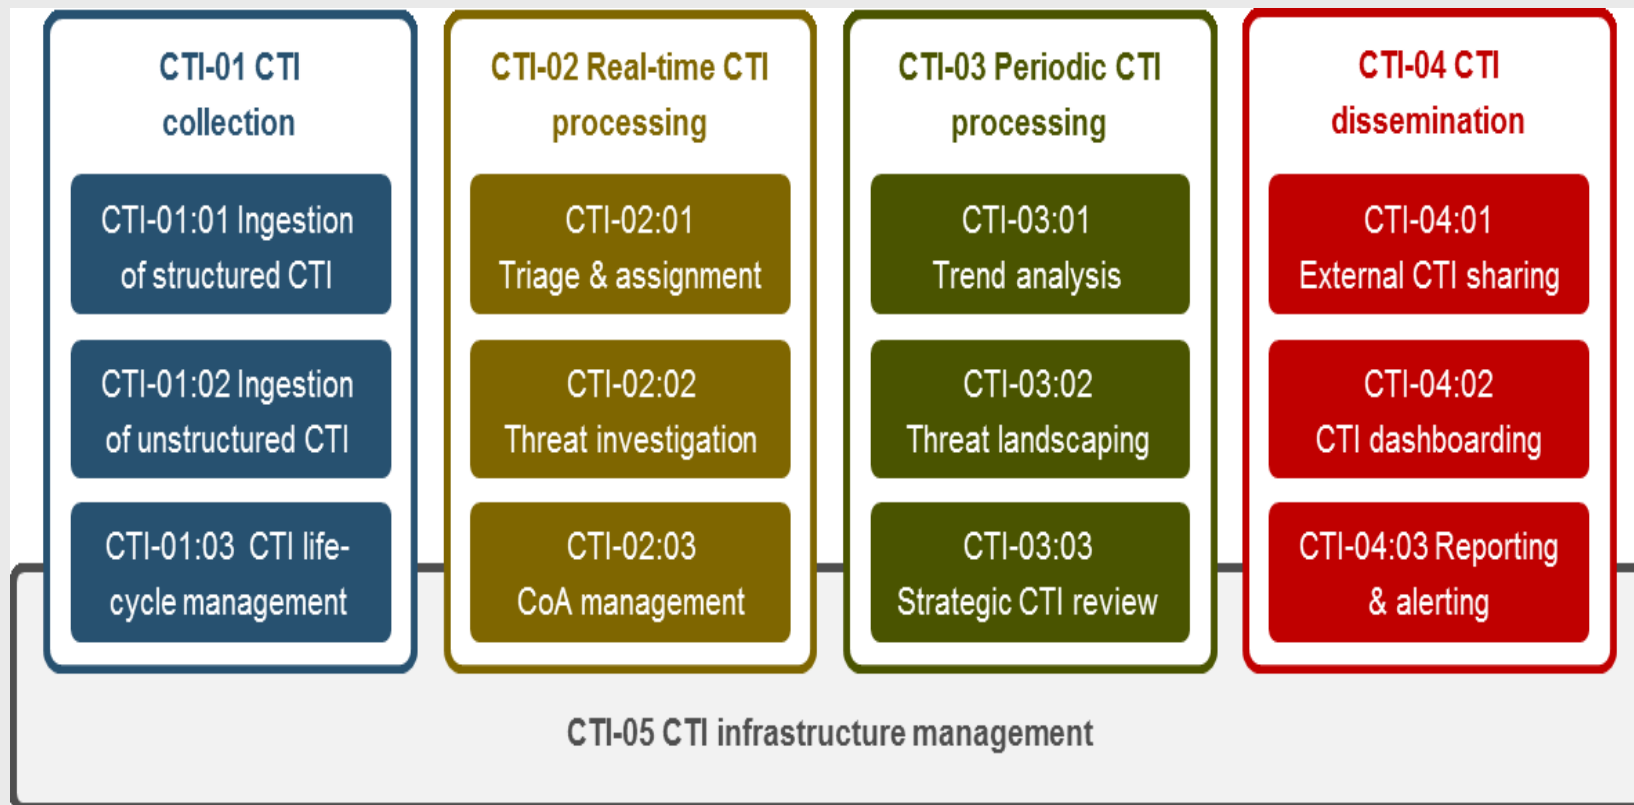 CTI-01 CTI
collection
CTI-01:01 Ingestion
of structured CTI
CTI-01:02 Ingestion
of unstructured CTI
CTI-01:03 CTI life-
cycle management
CTI-02 Real-time CTI
processing
CTI-02:01
Triage & assignment
CTI-02:02
Threat investigation
CTI-02:03
CoA management
CTI-03 Periodic CTI
processing
CTI-03:01
Trend analysis
CTI-03:02
Threat landscaping
CTI-03:03
Strategic CTI review
CTI-04 CTI
dissemination
CTI-04:01
External CTI sharing
CTI-04:02
CTI dashboarding
CTI-04:03 Reporting
& alerting
CTI-05 CTI infrastructure management